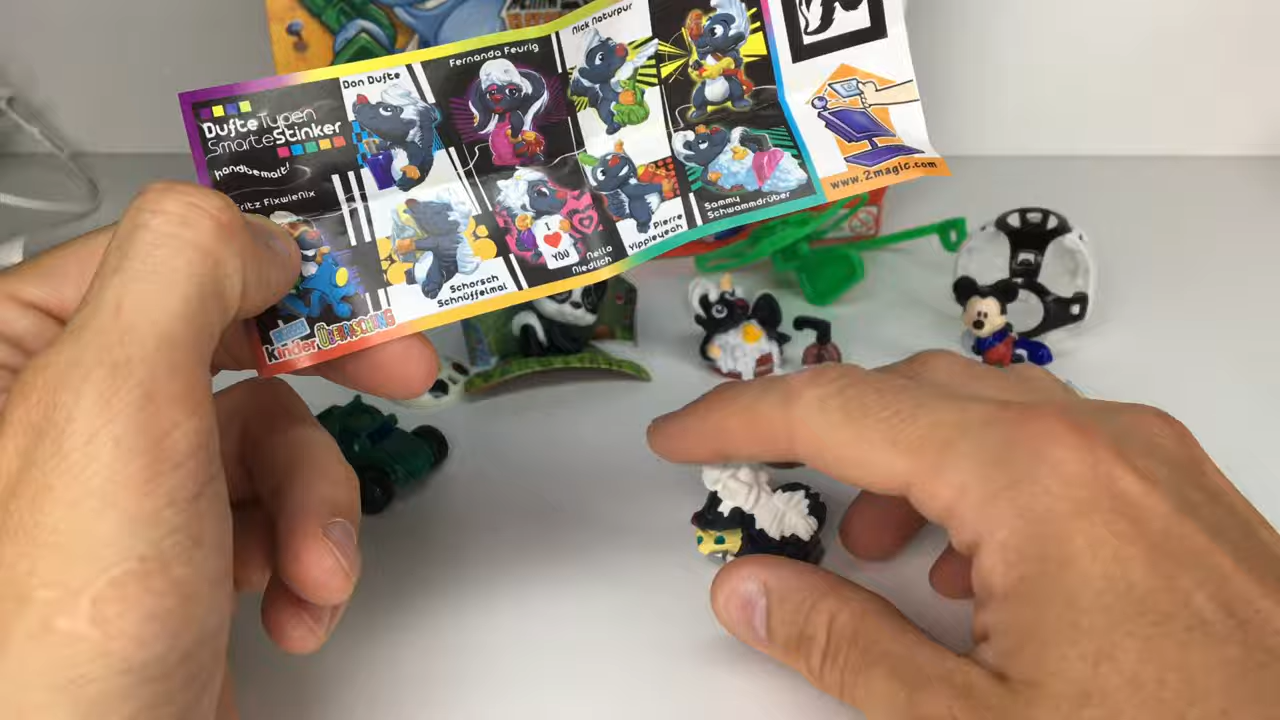 Dufte Typen
Smarte Stinker
handbemalt!
Fritz Fixwienix
Don Dufte
Fernanda Feurig
Nick Naturpur
Schorsch
Schnüffelmal
I
YOU
Nella
Niedlich
Pierre
Yippieyeah
Sammy
Schwammdrüber
kinder ÜBERRASCHUNG
www.2magic.com